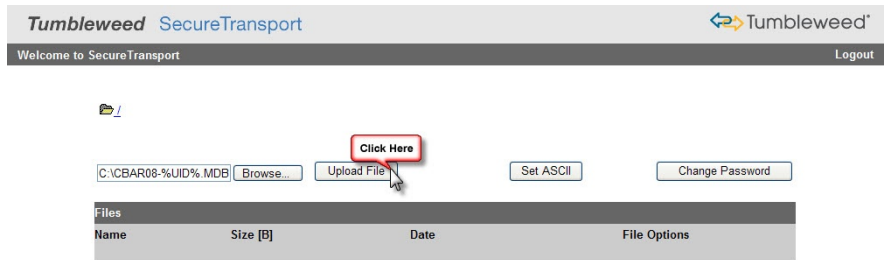 Tumbleweed SecureTransport
Tumbleweed
Welcome to SecureTransport
Logout
/
Click Here
C:\CBAR08-%UID%.MDB
Browse...
Upload File
Set ASCII
Change Password
Files
Name Size [B] Date File Options